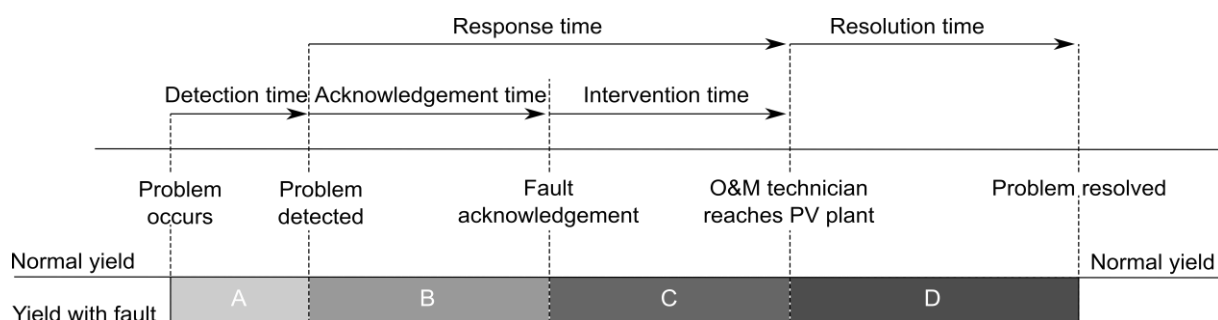 Response time
Resolution time
Detection time
Acknowledgement time
Intervention time
Problem
occurs
Problem
detected
Fault
acknowledgement
O&M technician
reaches PV plant
Problem resolved
Normal yield
Normal yield
A
B
C
D
Yield with fault